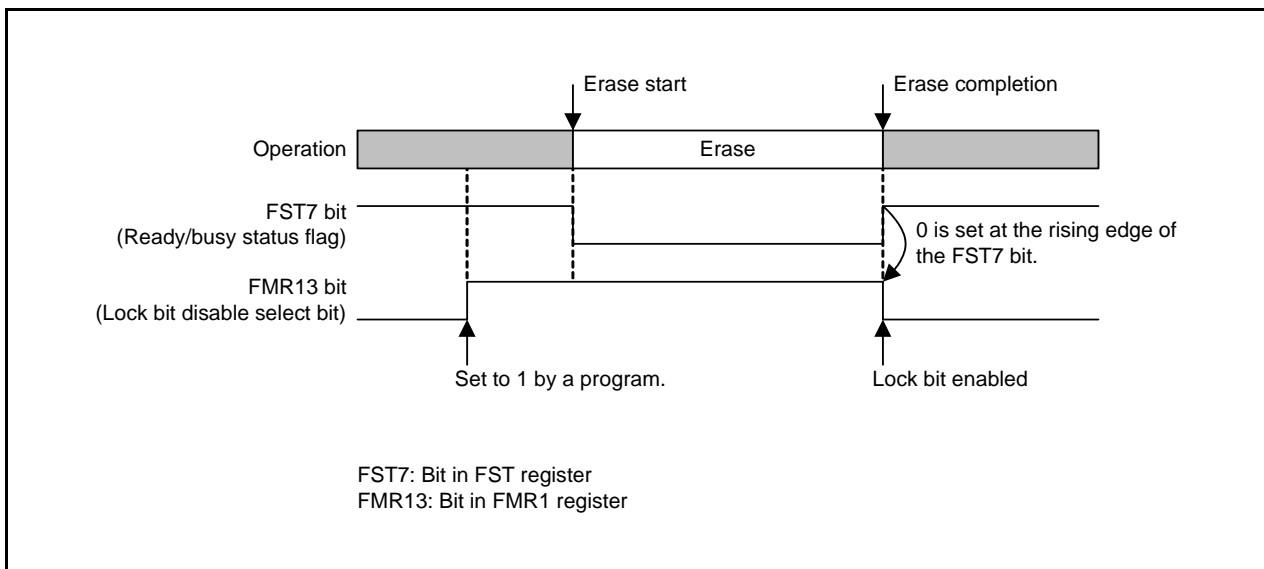 Erase start
Erase completion
Operation
Erase
FST7 bit
(Ready/busy status flag)
0 is set at the rising edge of
the FST7 bit.
FMR13 bit
(Lock bit disable select bit)
Set to 1 by a program.
Lock bit enabled
FST7: Bit in FST register
FMR13: Bit in FMR1 register